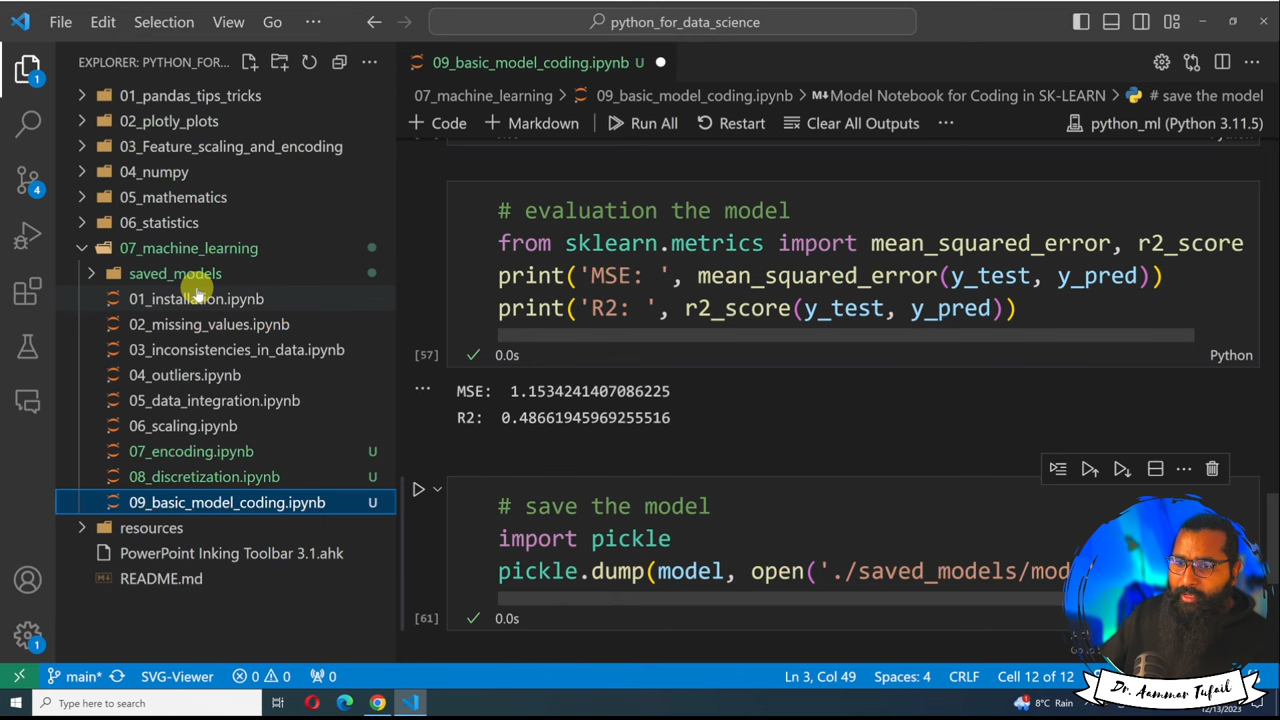 File Edit Selection View Go
python_for_data_science
EXPLORER: PYTHON_FOR_...
01_pandas_tips_tricks
02_plotly_plots
03_Feature_scaling_and_encoding
04_numpy
05_mathematics
06_statistics
07_machine_learning
saved_models
01_installation.ipynb
02_missing_values.ipynb
03_inconsistencies_in_data.ipynb
04_outliers.ipynb
05_data_integration.ipynb
06_scaling.ipynb
07_encoding.ipynb U
08_discretization.ipynb U
09_basic_model_coding.ipynb U
resources
PowerPoint Inking Toolbar 3.1.ahk
README.md
1
4
1
09_basic_model_coding.ipynb U
07_machine_learning > 09_basic_model_coding.ipynb > Model Notebook for Coding in SK-LEARN > # save the model
+ Code + Markdown Run All Restart Clear All Outputs ... python_ml (Python 3.11.5)
# evaluation the model
from sklearn.metrics import mean_squared_error, r2_score
print('MSE: ', mean_squared_error(y_test, y_pred))
print('R2: ', r2_score(y_test, y_pred))
[57] 0.0s Python
MSE: 1.1534241407086225
R2: 0.48661945969255516
# save the model
import pickle
pickle.dump(model, open('./saved_models/mod
[61] 0.0s
main* SVG-Viewer 0 0 0 Ln 3, Col 49 Spaces: 4 CRLF Cell 12 of 12
Type here to search
8°C Rain
12/13/2023
Dr. Aammar Tufail